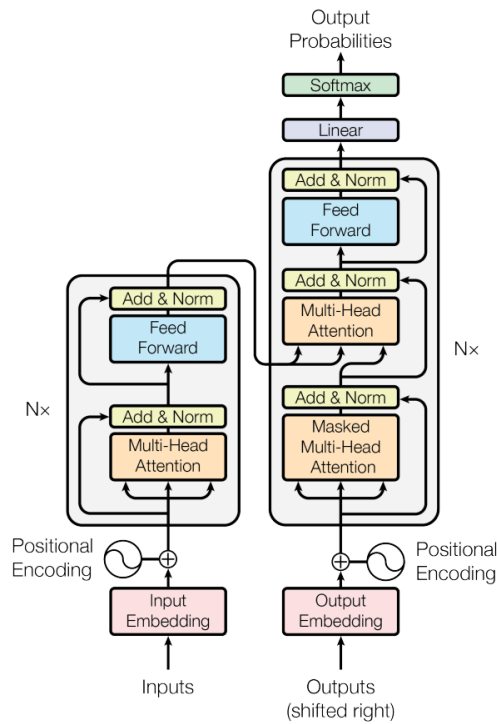 Output
Probabilities
Softmax
Linear
Add & Norm
Feed
Forward
Add & Norm
Multi-Head
Attention
Add & Norm
Masked
Multi-Head
Attention
N×
Add & Norm
Feed
Forward
Add & Norm
Multi-Head
Attention
N×
Positional
Encoding
Positional
Encoding
Input
Embedding
Output
Embedding
Inputs
Outputs
(shifted right)